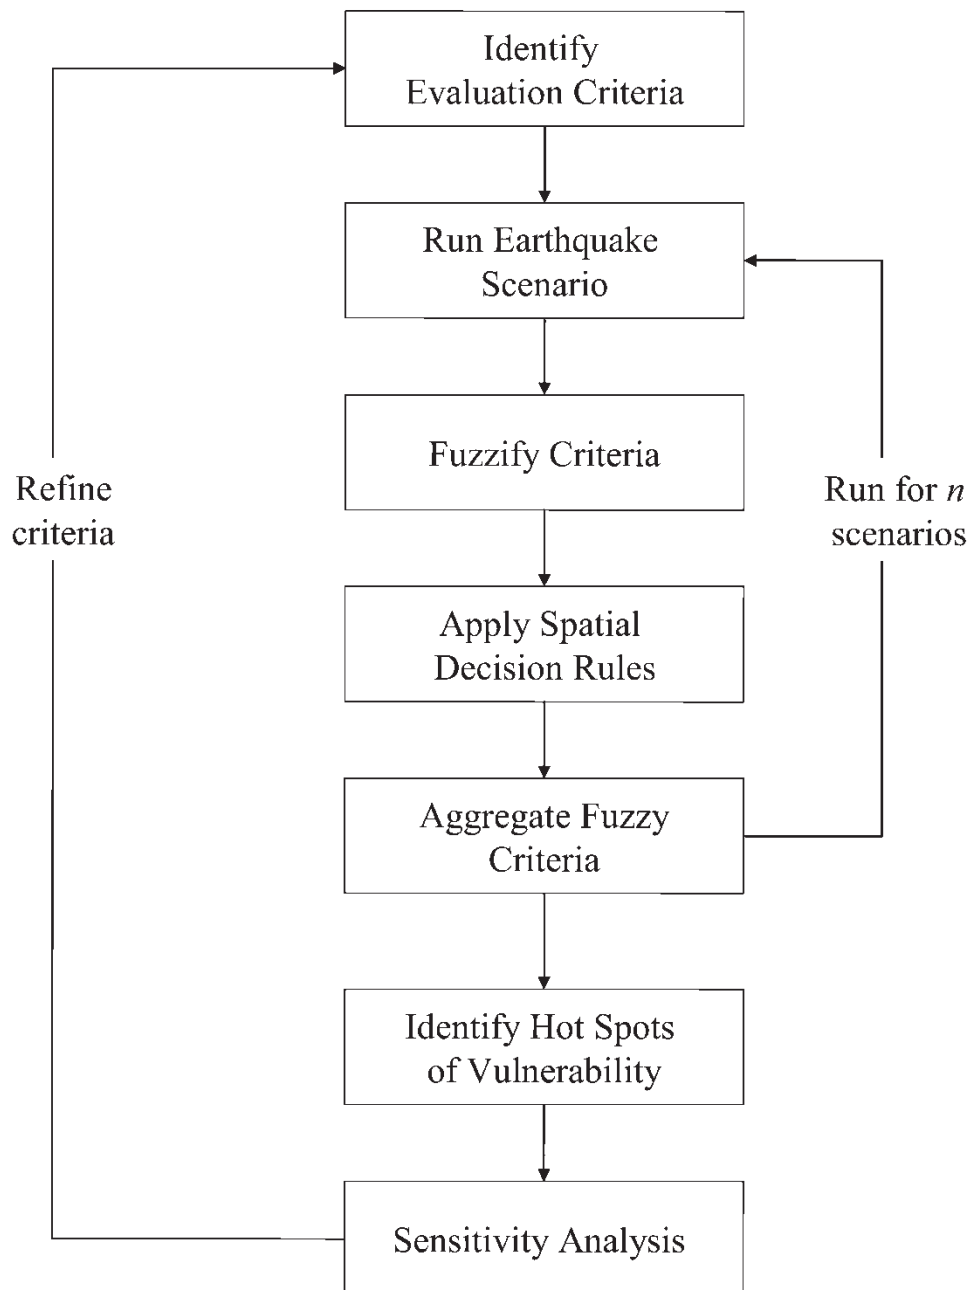 Identify
Evaluation Criteria
Run Earthquake
Scenario
Fuzzify Criteria
Refine
criteria
Run for n
scenarios
Apply Spatial
Decision Rules
Aggregate Fuzzy
Criteria
Identify Hot Spots
of Vulnerability
Sensitivity Analysis